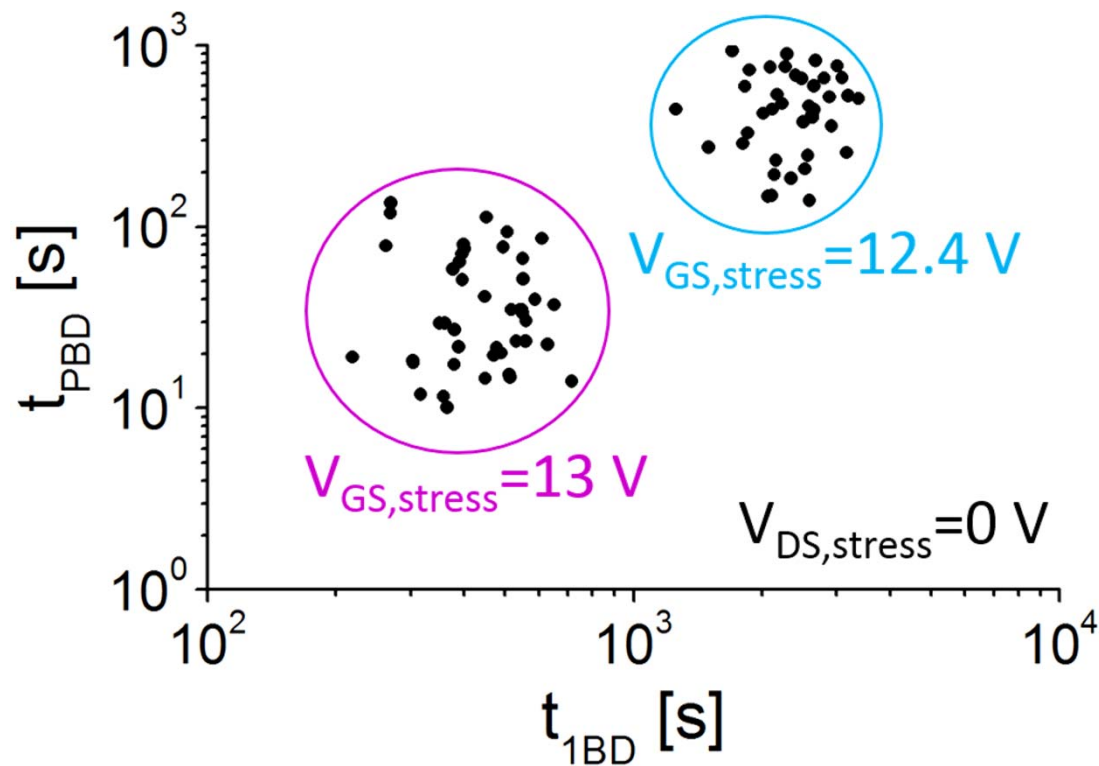 10³
10²
10¹
10⁰
t_PBD [s]
V_GS,stress=12.4 V
V_GS,stress=13 V
V_DS,stress=0 V
10² 10³ 10⁴
t_1BD [s]